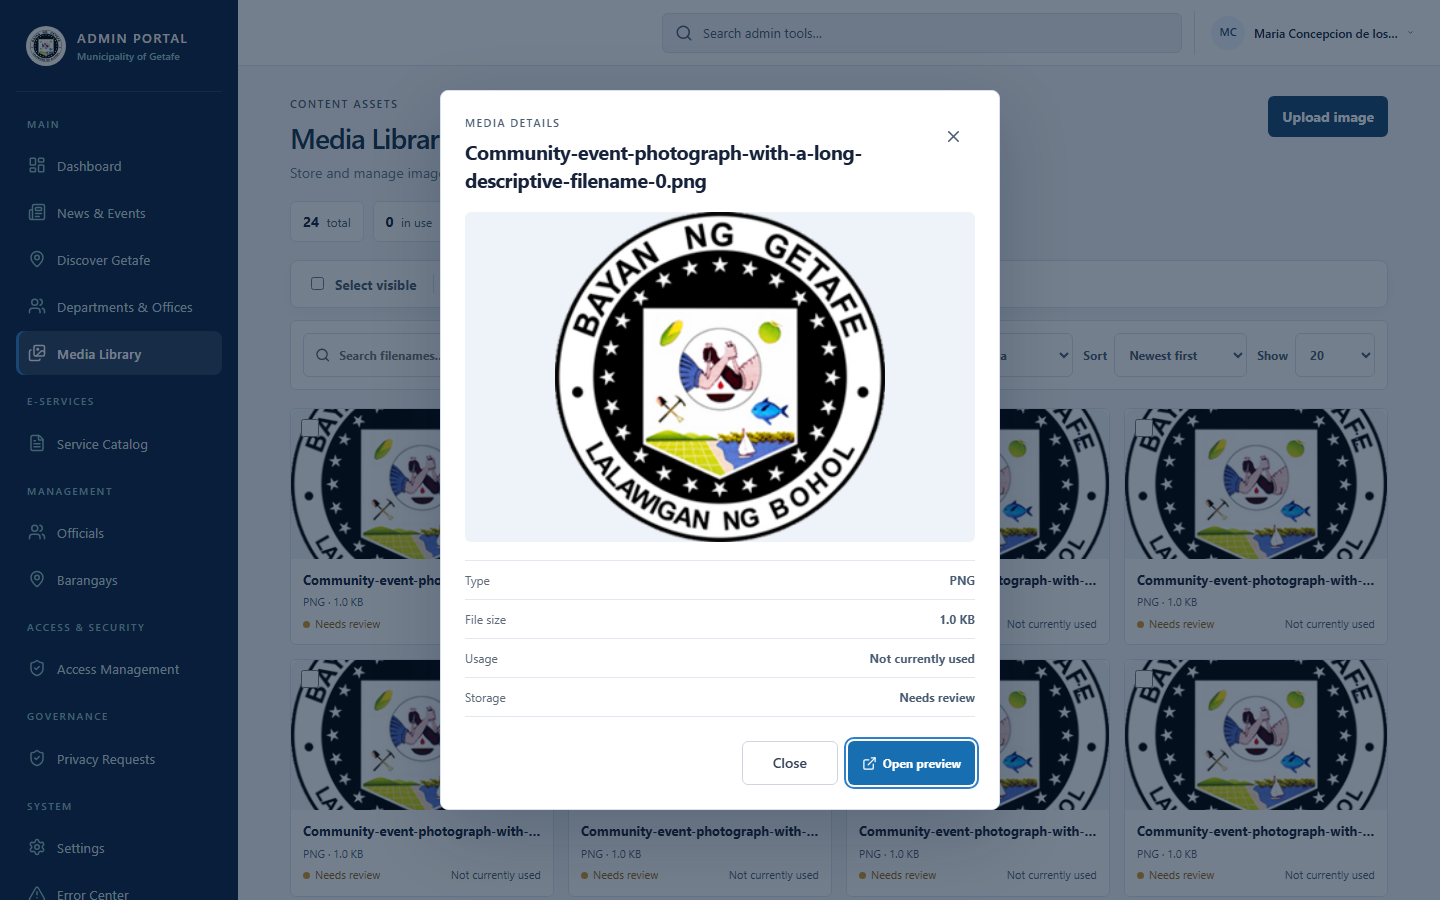 ADMIN PORTAL
Municipality of Getafe
Search admin tools...
MC
Maria Concepcion de los...
MAIN
Dashboard
News & Events
Discover Getafe
Departments & Offices
Media Library
E-SERVICES
Service Catalog
MANAGEMENT
Officials
Barangays
ACCESS & SECURITY
Access Management
GOVERNANCE
Privacy Requests
SYSTEM
Settings
Error Center
CONTENT ASSETS
Media Librar
Store and manage imag
Upload image
24 total
0 in use
Select visible
Search filenames..
a
Sort
Newest first
Show
20
MEDIA DETAILS
Community-event-photograph-with-a-long-
descriptive-filename-0.png
BAYAN NG GETAFE
LALAWIGAN NG BOHOL
Type
PNG
File size
1.0 KB
Usage
Not currently used
Storage
Needs review
Close
Open preview
Community-event-pho
PNG · 1.0 KB
Needs review
tograph-with-...
Not currently used
Community-event-photograph-with-...
PNG · 1.0 KB
Needs review
Not currently used
Community-event-photograph-with-...
PNG · 1.0 KB
Needs review
Not currently used
Community-event-photograph-with-...
PNG · 1.0 KB
Needs review
Not currently used
Community-event-photograph-with-...
PNG · 1.0 KB
Needs review
Not currently used
Community-event-photograph-with-...
PNG · 1.0 KB
Needs review
Not currently used